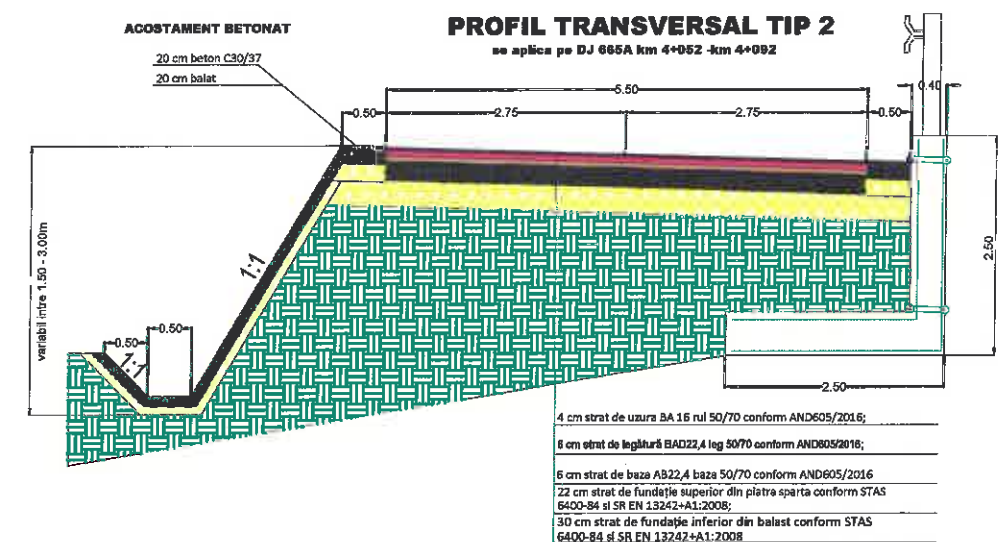 ACOSTAMENT BETONAT
PROFIL TRANSVERSAL TIP 2
se aplica pe DJ 665A km 4+052 -km 4+092
20 cm beton C30/37
20 cm balat
0.40
5.50
0.50
2.75
2.75
0.50
variabil intre 1.50 - 3.00m
1:1
2.50
0.50
0.50
1:1
2.50
4 cm strat de uzura BA 16 rul 50/70 conform AND605/2016;
6 cm strat de legătură BAD22,4 leg 50/70 conform AND605/2016;
6 cm strat de baza AB22,4 baza 50/70 conform AND605/2016
22 cm strat de fundație superior din piatra sparta conform STAS
6400-84 si SR EN 13242+A1:2008;
30 cm strat de fundație inferior din balast conform STAS
6400-84 si SR EN 13242+A1:2008